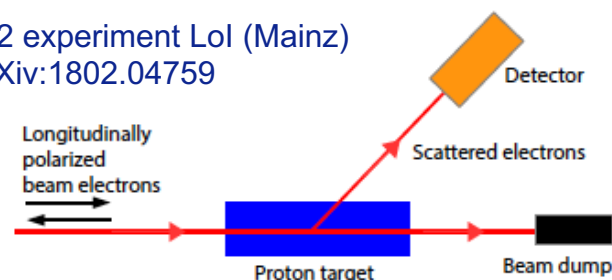 2 experiment LoI (Mainz)
Xiv:1802.04759
Detector
Longitudinally
polarized
beam electrons
Scattered electrons
Proton target
Beam dump